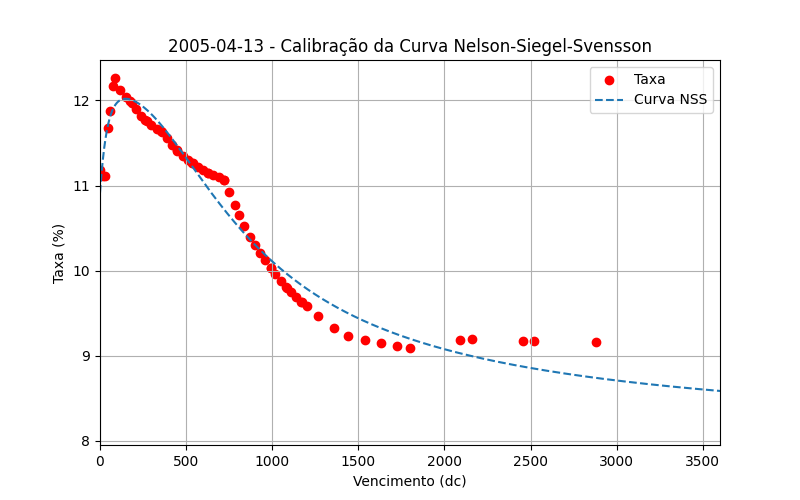 2005-04-13 - Calibração da Curva Nelson-Siegel-Svensson
Taxa
Curva NSS
Taxa (%)
12
11
10
9
8
0 500 1000 1500 2000 2500 3000 3500
Vencimento (dc)